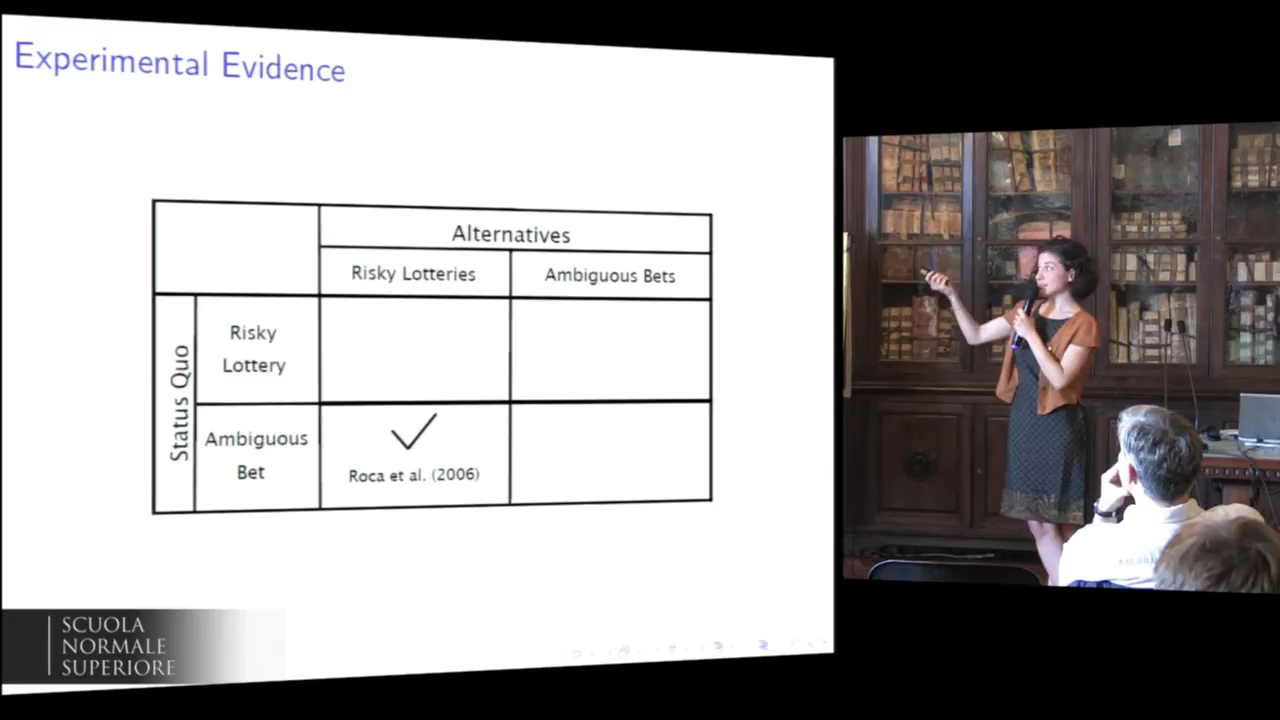 Experimental Evidence
Alternatives
Risky Lotteries
Ambiguous Bets
Status Quo
Risky
Lottery
Ambiguous
Bet
Roca et al. (2006)
SCUOLA
NORMALE
SUPERIORE